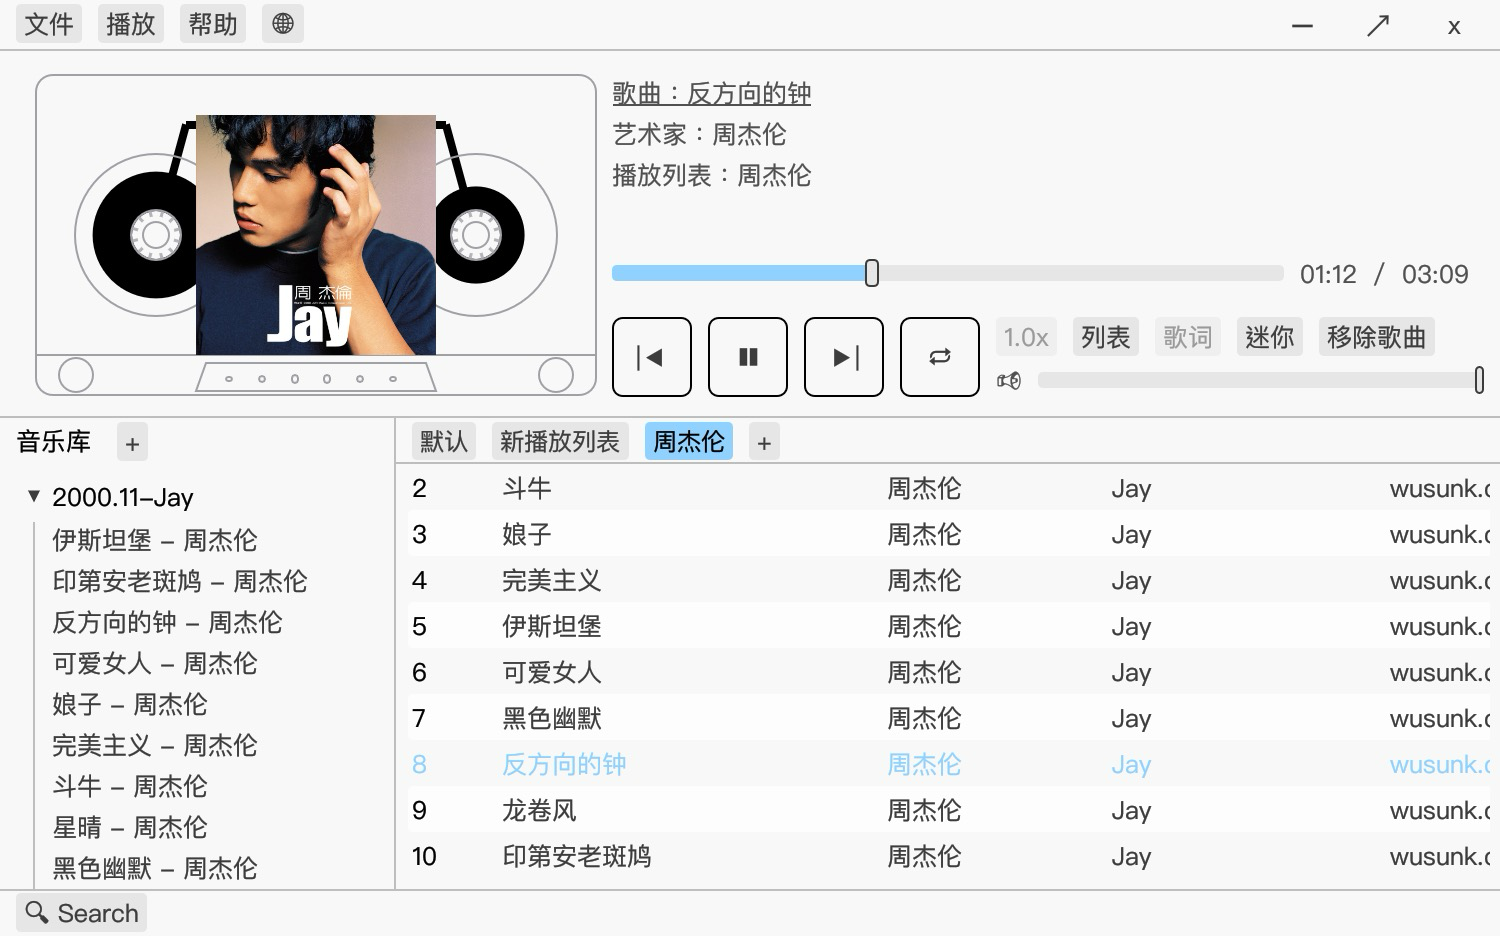 文件 播放 帮助
x
歌曲：反方向的钟
艺术家：周杰伦
播放列表：周杰伦
周 杰倫
Jay
01:12 / 03:09
1.0x 列表 歌词 迷你 移除歌曲
音乐库 +
默认 新播放列表 周杰伦 +
2000.11–Jay
伊斯坦堡 – 周杰伦
印第安老斑鸠 – 周杰伦
反方向的钟 – 周杰伦
可爱女人 – 周杰伦
娘子 – 周杰伦
完美主义 – 周杰伦
斗牛 – 周杰伦
星晴 – 周杰伦
黑色幽默 – 周杰伦
2 斗牛 周杰伦 Jay wusunk.c
3 娘子 周杰伦 Jay wusunk.c
4 完美主义 周杰伦 Jay wusunk.c
5 伊斯坦堡 周杰伦 Jay wusunk.c
6 可爱女人 周杰伦 Jay wusunk.c
7 黑色幽默 周杰伦 Jay wusunk.c
8 反方向的钟 周杰伦 Jay wusunk.c
9 龙卷风 周杰伦 Jay wusunk.c
10 印第安老斑鸠 周杰伦 Jay wusunk.c
Search